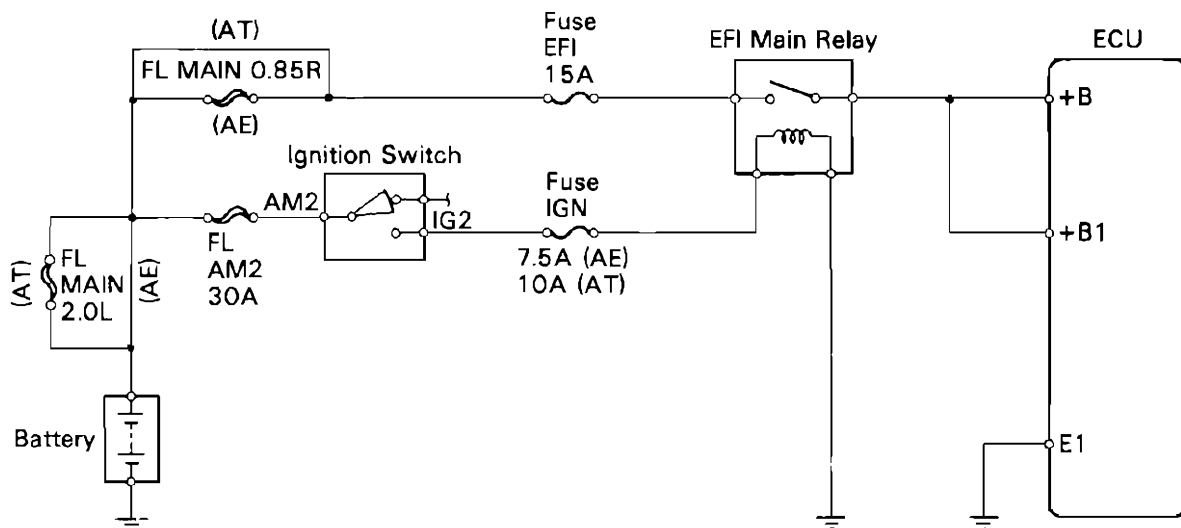 (AT)
FL MAIN 0.85R
(AE)
Fuse
EFI
15A
EFI Main Relay
ECU
+B
Ignition Switch
AM2
IG2
FL
AM2
30A
Fuse
IGN
7.5A (AE)
10A (AT)
+B1
(AT)
FL
MAIN
2.0L
(AE)
Battery
E1